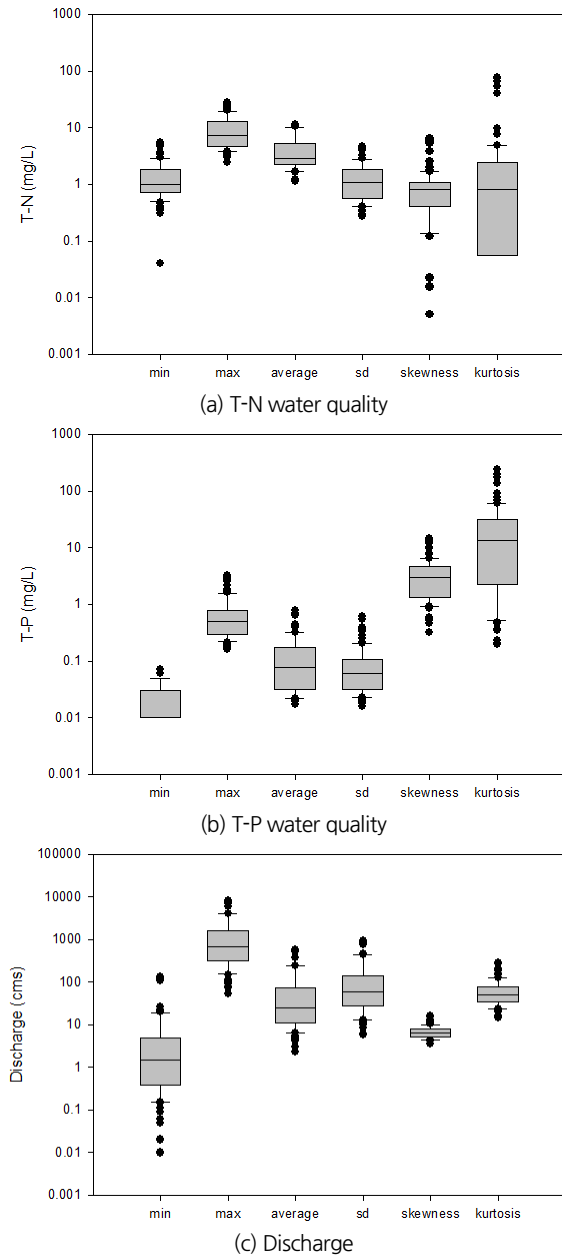 1000
100
10
1
0.1
0.01
0.001
T-N (mg/L)
min max average sd skewness kurtosis
(a) T-N water quality
1000
100
10
1
0.1
0.01
0.001
T-P (mg/L)
min max average sd skewness kurtosis
(b) T-P water quality
100000
10000
1000
100
10
1
0.1
0.01
0.001
Discharge (cms)
min max average sd skewness kurtosis
(c) Discharge